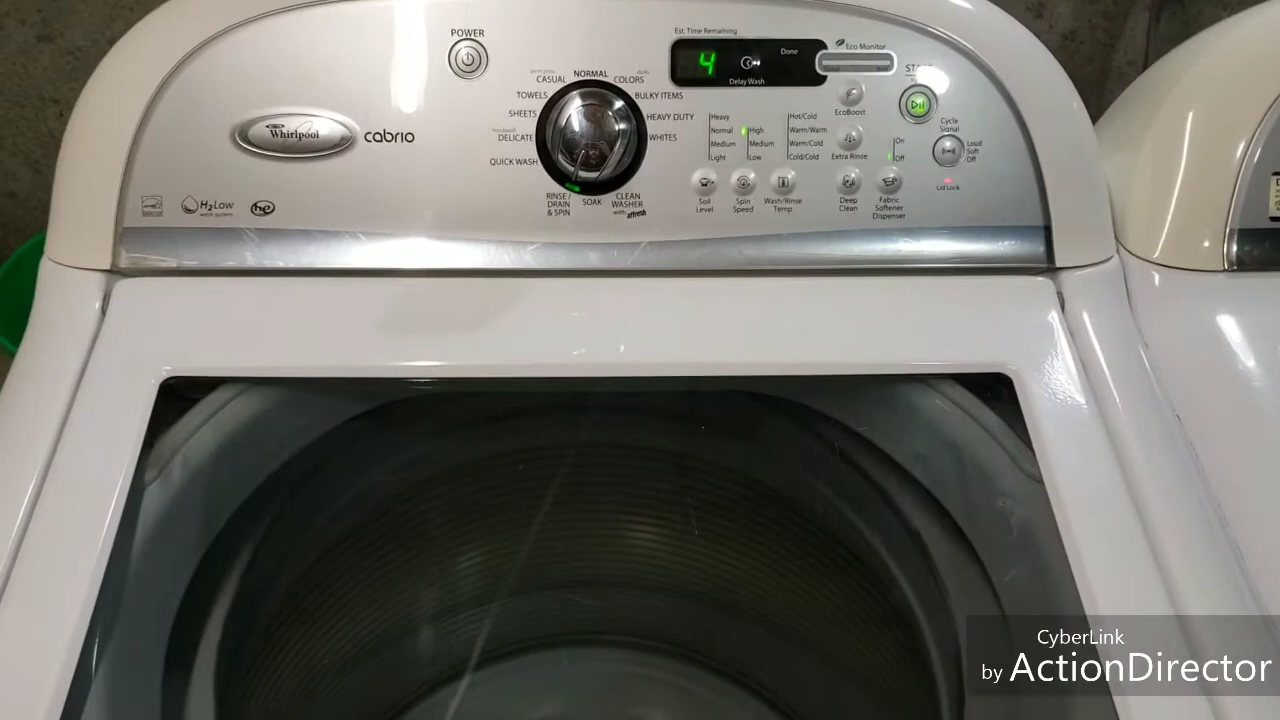 POWER
Whirlpool
cabrio
H2Low
wash system
he
NORMAL
CASUAL
COLORS
TOWELS
BULKY ITEMS
SHEETS
HEAVY DUTY
DELICATE
WHITES
QUICK WASH
RINSE /
DRAIN
& SPIN
SOAK
CLEAN
WASHER
with affresh
Est. Time Remaining
4
Done
Delay Wash
Eco Monitor
EcoBoost
Heavy
Normal
Medium
Light
High
Medium
Low
Hot/Cold
Warm/Warm
Warm/Cold
Cold/Cold
Extra Rinse
On
Off
Cycle
Signal
Loud
Soft
Off
Lid Lock
Soil
Level
Spin
Speed
Wash/Rinse
Temp
Deep
Clean
Fabric
Softener
Dispenser
CyberLink
by ActionDirector